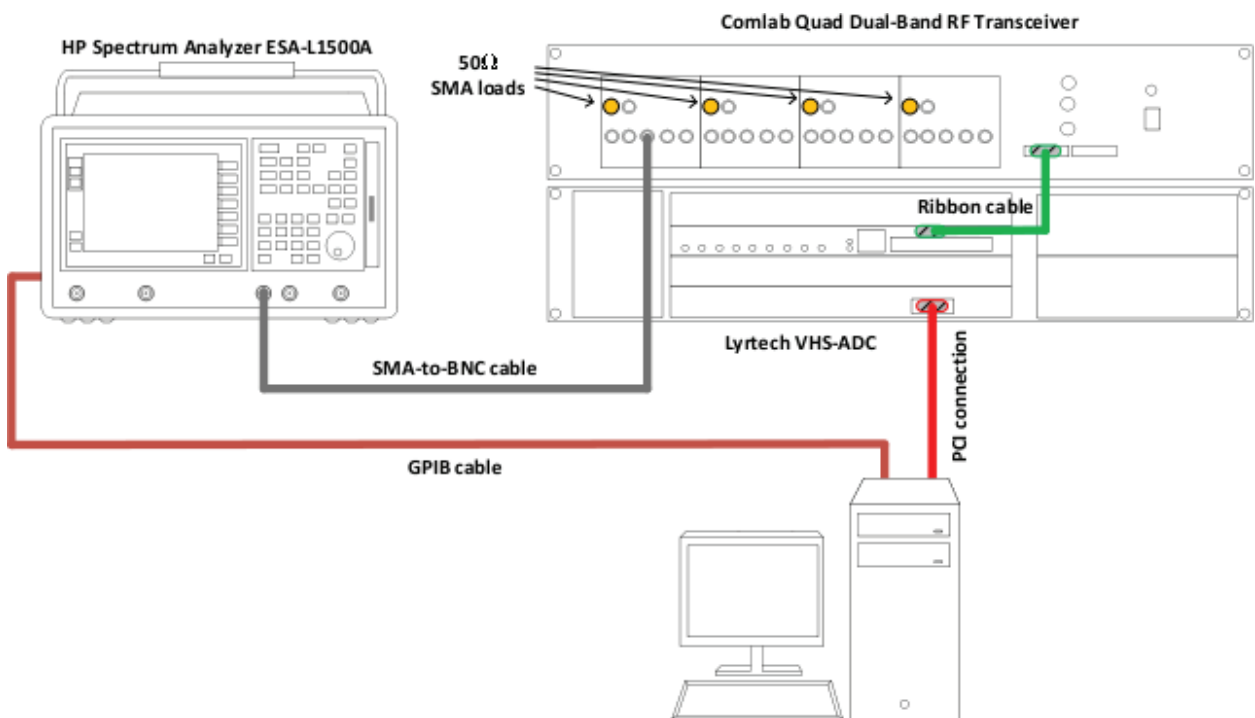 Comlab Quad Dual-Band RF Transceiver
HP Spectrum Analyzer ESA-L1500A
50Ω
SMA loads
Ribbon cable
Lyrtech VHS-ADC
SMA-to-BNC cable
PCI connection
GPIB cable